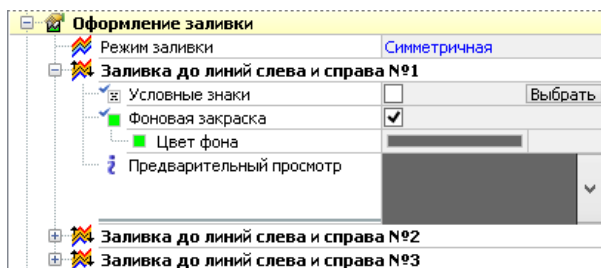 Оформление заливки
Режим заливки Симметричная
Заливка до линий слева и справа №1
Условные знаки Выбрать
Фоновая закраска
Цвет фона
Предварительный просмотр
Заливка до линий слева и справа №2
Заливка до линий слева и справа №3